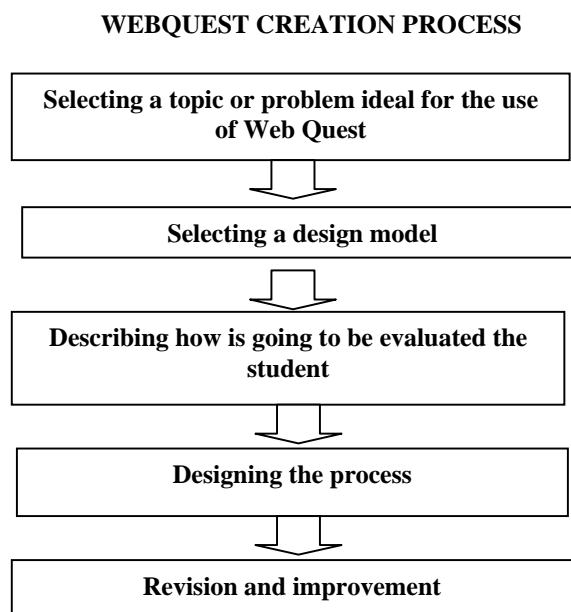 WEBQUEST CREATION PROCESS
Selecting a topic or problem ideal for the use
of Web Quest
Selecting a design model
Describing how is going to be evaluated the
student
Designing the process
Revision and improvement